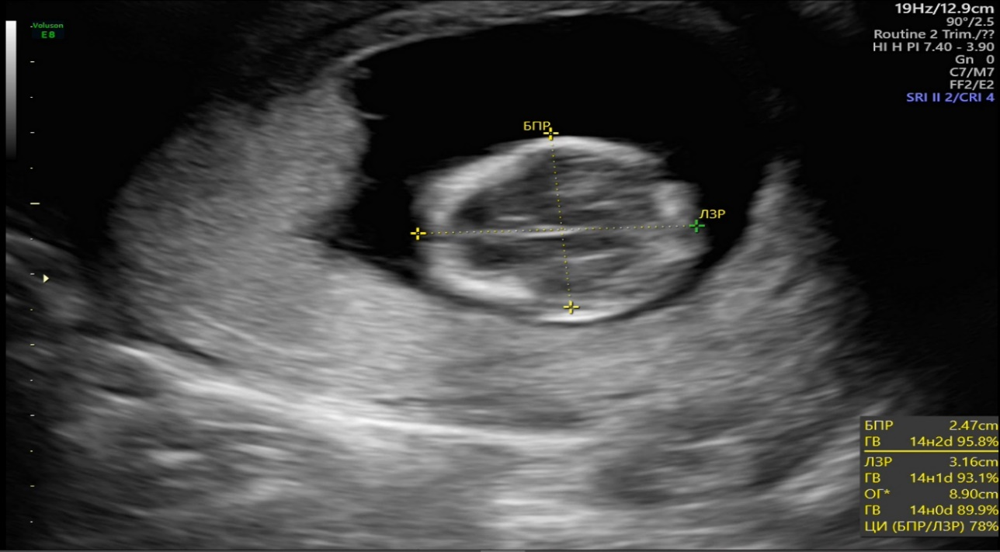 Voluson
E8
19Hz/12.9cm
90°/2.5
Routine 2 Trim./??
HI H PI 7.40 - 3.90
Gn 0
C7/M7
FF2/E2
SRI II 2/CRI 4
БПР
ЛЗР
БПР 2.47cm
ГВ 14н2d 95.8%
ЛЗР 3.16cm
ГВ 14н1d 93.1%
ОГ* 8.90cm
ГВ 14н0d 89.9%
ЦИ (БПР/ЛЗР) 78%